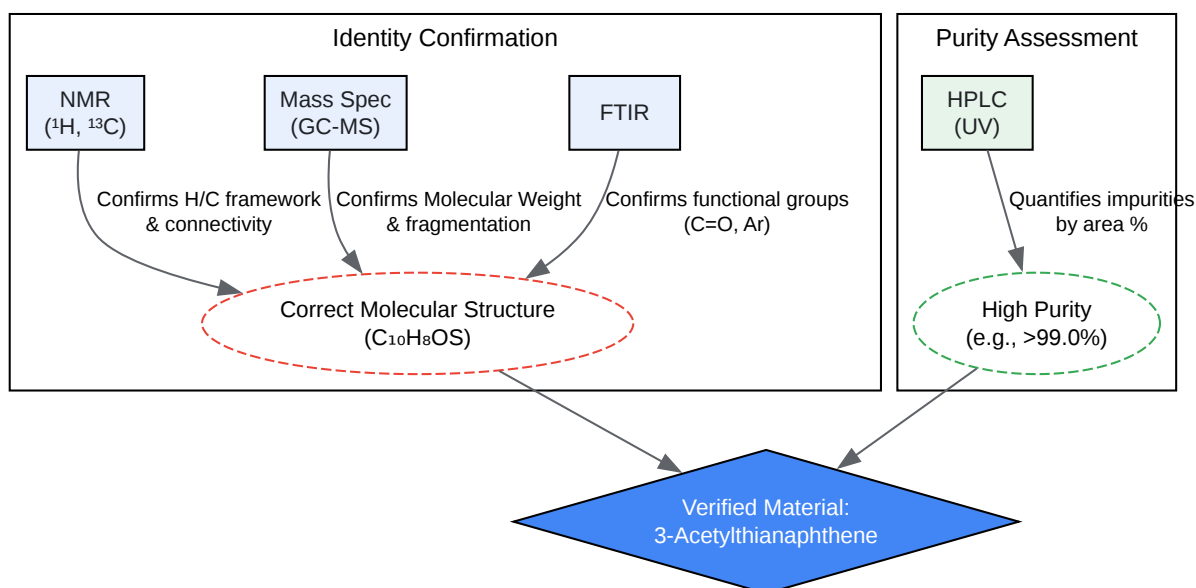 Identity Confirmation
Purity Assessment
NMR
(¹H, ¹³C)
Mass Spec
(GC-MS)
FTIR
HPLC
(UV)
Confirms H/C framework
& connectivity
Confirms Molecular Weight
& fragmentation
Confirms functional groups
(C=O, Ar)
Quantifies impurities
by area %
Correct Molecular Structure
(C₁₀H₈OS)
High Purity
(e.g., >99.0%)
Verified Material:
3-Acetylthianaphthene